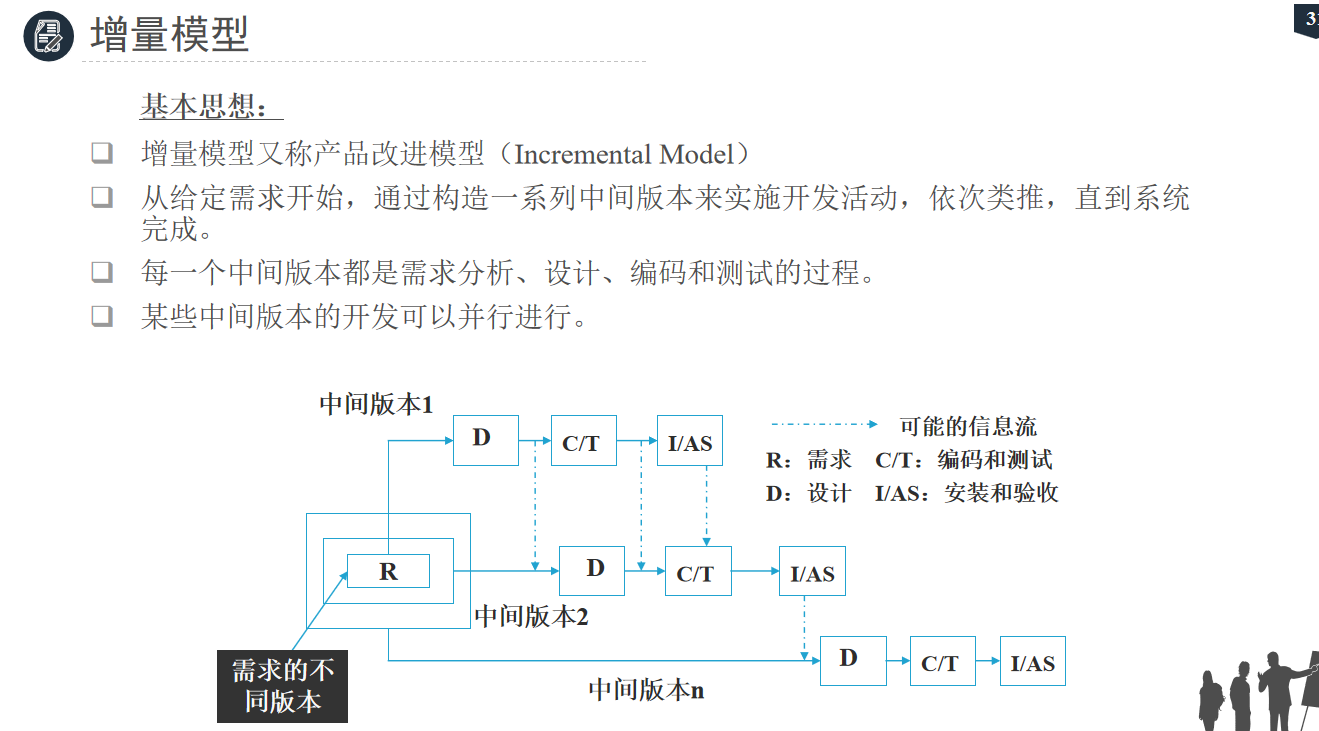 增量模型
基本思想：
增量模型又称产品改进模型（Incremental Model）
从给定需求开始，通过构造一系列中间版本来实施开发活动，依次类推，直到系统
完成。
每一个中间版本都是需求分析、设计、编码和测试的过程。
某些中间版本的开发可以并行进行。
中间版本1
D
C/T
I/AS
可能的信息流
R：需求 C/T：编码和测试
D：设计 I/AS：安装和验收
R
D
C/T
I/AS
中间版本2
需求的不
同版本
D
C/T
I/AS
中间版本n